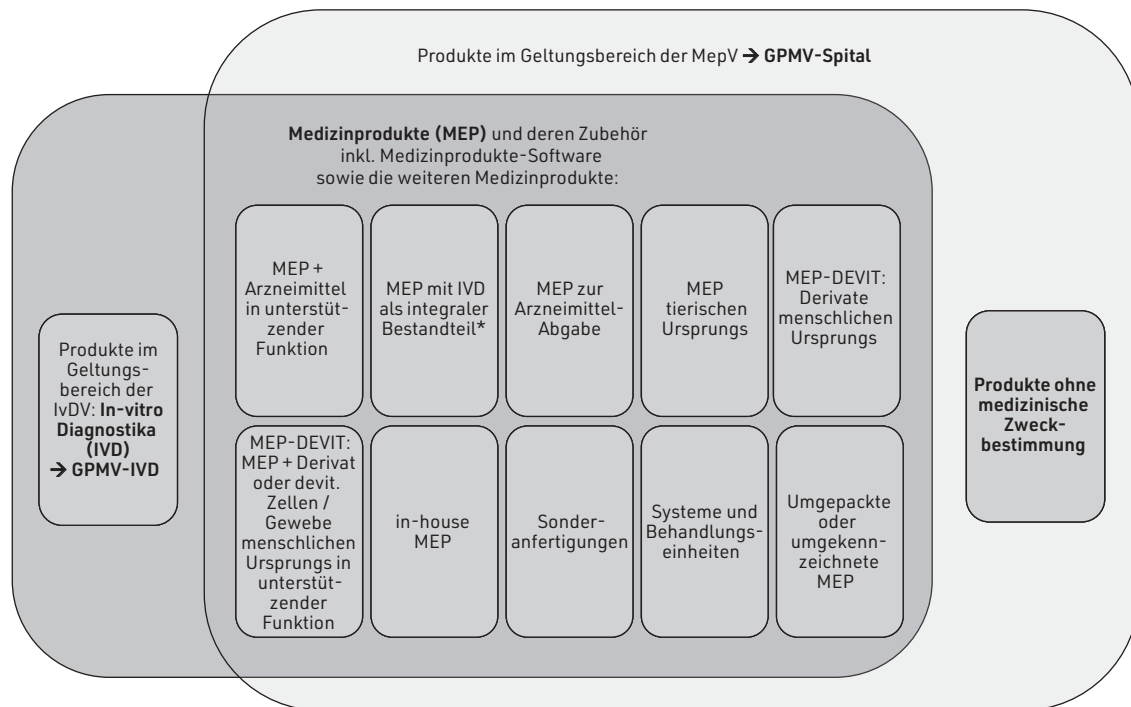 Produkte im Geltungsbereich der MepV → GPMV-Spital
Medizinprodukte (MEP) und deren Zubehör
inkl. Medizinprodukte-Software
sowie die weiteren Medizinprodukte:
MEP +
Arzneimittel
in unterstüt-
zender
Funktion
MEP mit IVD
als integraler
Bestandteil*
MEP zur
Arzneimittel-
Abgabe
MEP
tierischen
Ursprungs
MEP-DEVIT:
Derivate
menschlichen
Ursprungs
Produkte im
Geltungs-
bereich der
IvDV: In-vitro
Diagnostika
(IVD)
→ GPMV-IVD
Produkte ohne
medizinische
Zweck-
bestimmung
MEP-DEVIT:
MEP + Derivat
oder devit.
Zellen /
Gewebe
menschlichen
Ursprungs in
unterstüt-
zender
Funktion
in-house
MEP
Sonder-
anfertigungen
Systeme und
Behandlungs-
einheiten
Umgepackte
oder
umgekenn-
zeichnete
MEP